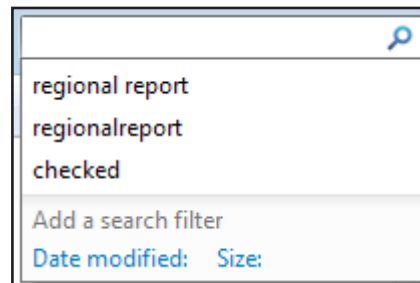 regional report
regionalreport
checked
Add a search filter
Date modified: Size: